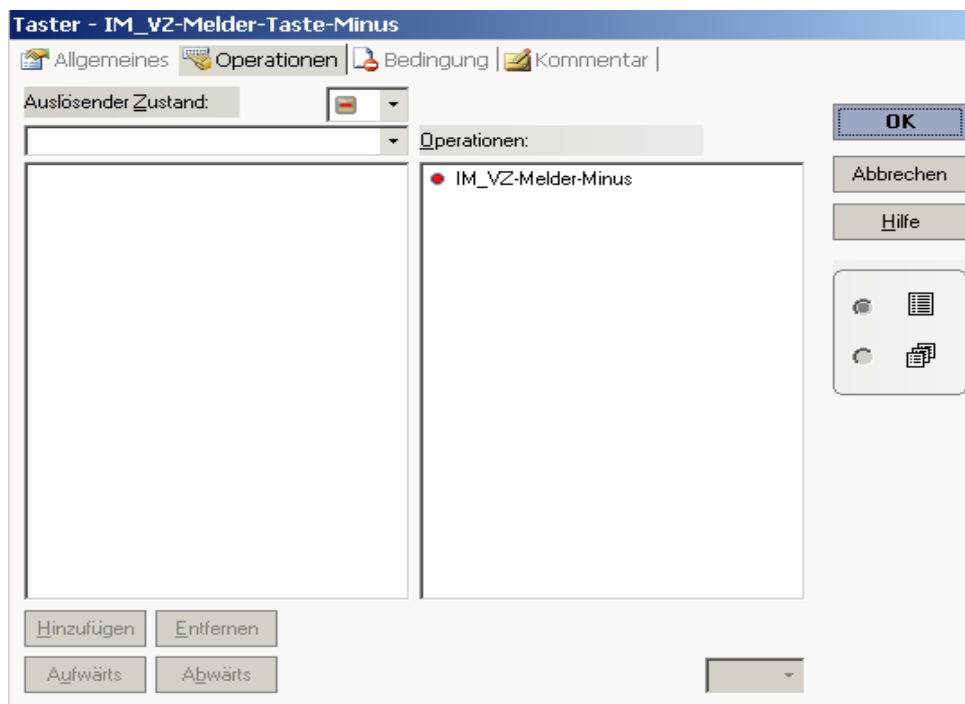 Taster - IM_VZ-Melder-Taste-Minus
Allgemeines Operationen Bedingung Kommentar
Auslösender Zustand:
Operationen:
IM_VZ-Melder-Minus
OK
Abbrechen
Hilfe
Hinzufügen Entfernen
Aufwärts Abwärts